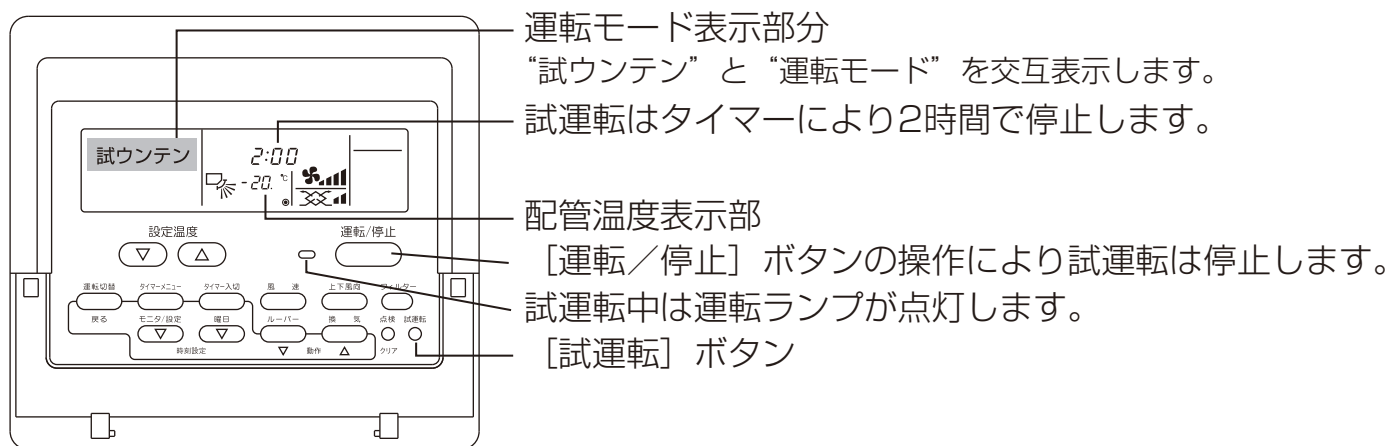 運転モード表示部分
“試ウンテン”と“運転モード”を交互表示します。
試運転はタイマーにより2時間で停止します。
試ウンテン
2:00
-20. ℃
配管温度表示部
設定温度
運転/停止
▽ △
［運転／停止］ボタンの操作により試運転は停止します。
運転切替 タイマーメニュー タイマー入切 風 速 上下風向 フィルター
試運転中は運転ランプが点灯します。
戻る モニタ/設定 曜日 ルーバー 換 気 点検 試運転
▽ ▽
時刻設定 ▽ 動作 △ クリア
［試運転］ボタン